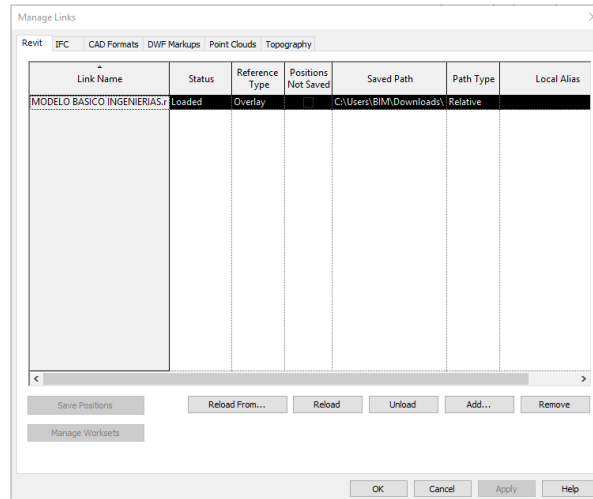 Manage Links
Revit IFC CAD Formats DWF Markups Point Clouds Topography
Link Name Status Reference Type Positions Not Saved Saved Path Path Type Local Alias
MODELO BASICO INGENIERIAS.r Loaded Overlay C:\Users\BIM\Downloads\ Relative
Save Positions Reload From... Reload Unload Add... Remove
Manage Worksets
OK Cancel Apply Help